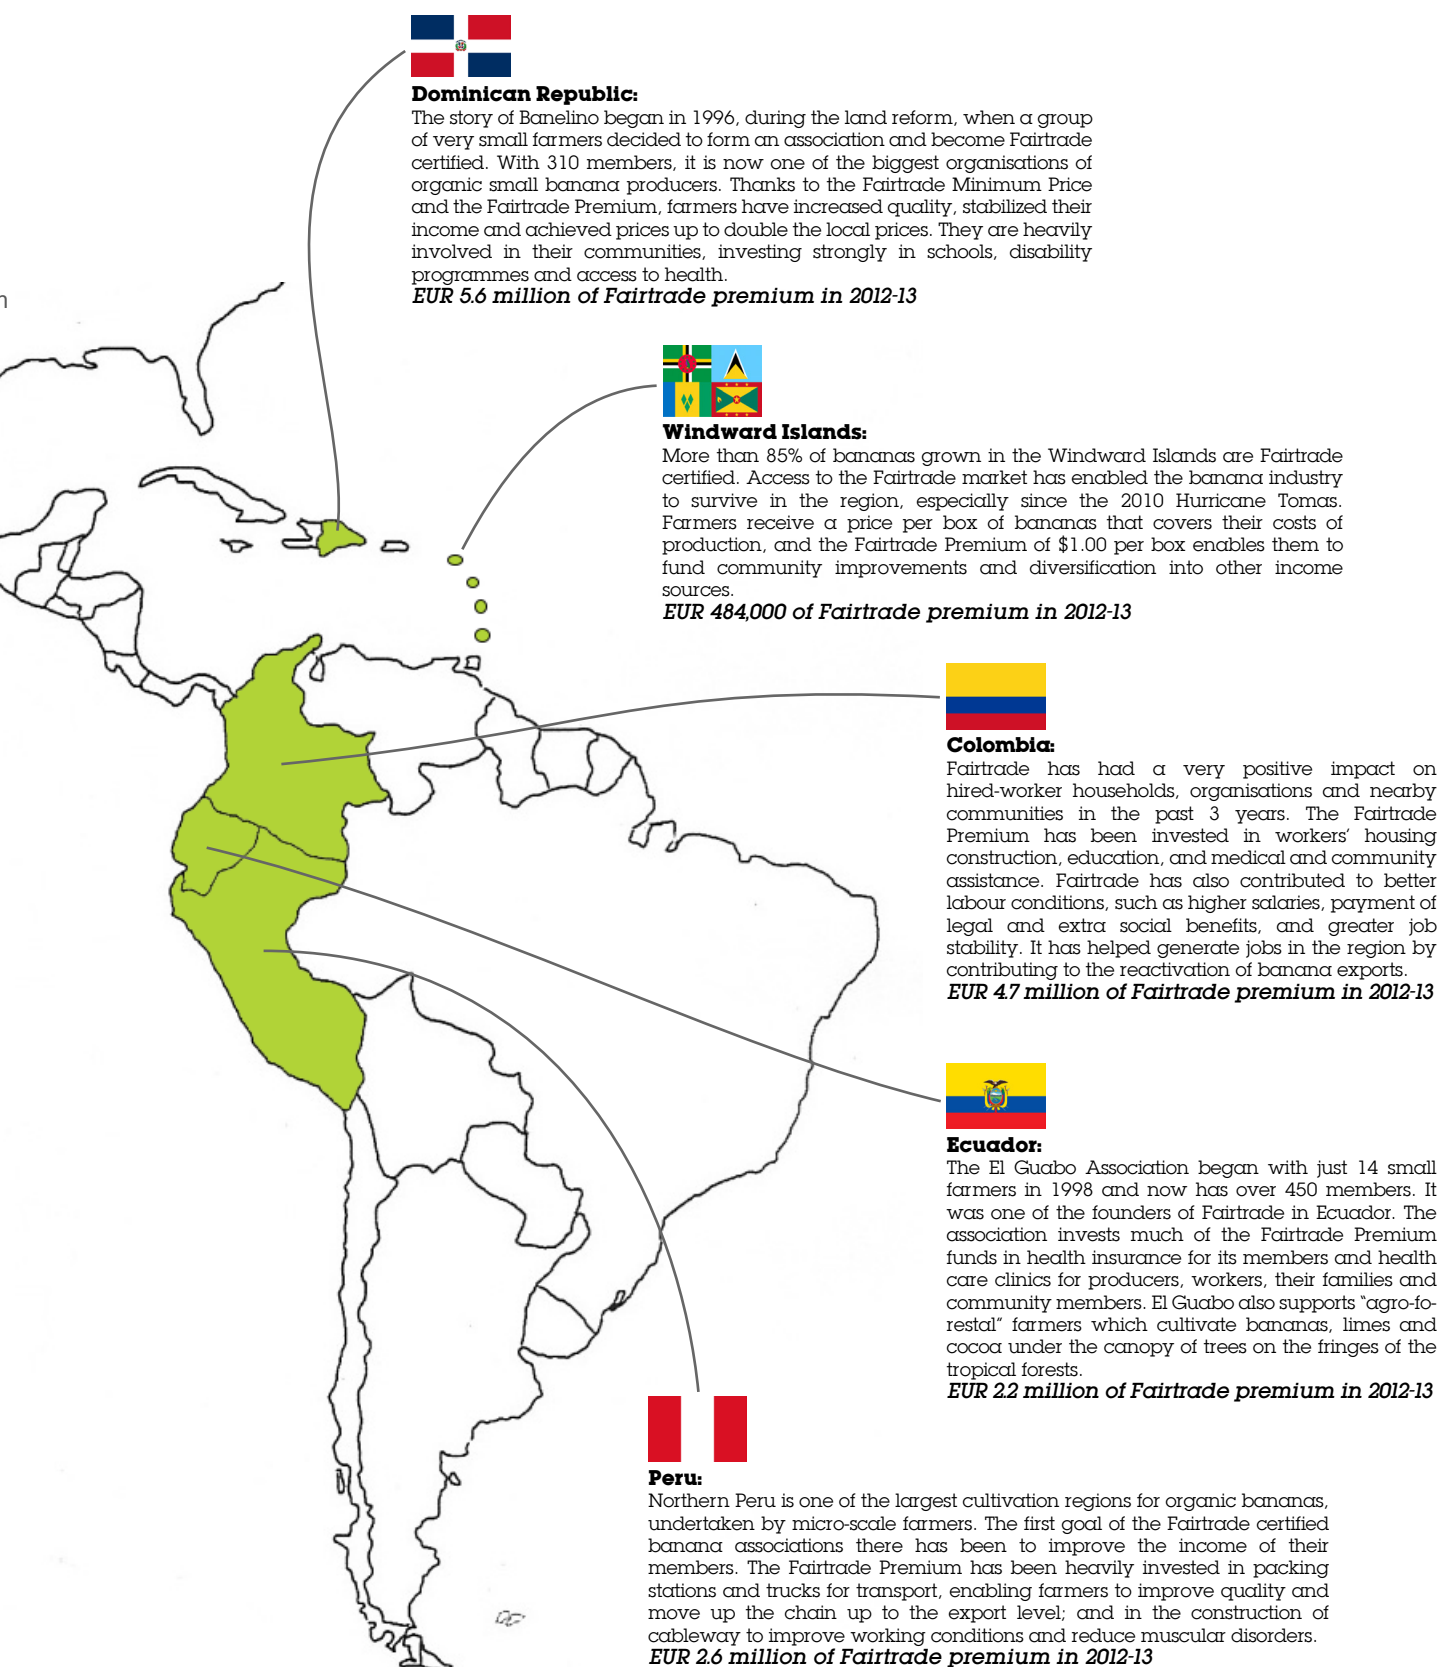 Dominican Republic:
The story of Banelino began in 1996, during the land reform, when a group
of very small farmers decided to form an association and become Fairtrade
certified. With 310 members, it is now one of the biggest organisations of
organic small banana producers. Thanks to the Fairtrade Minimum Price
and the Fairtrade Premium, farmers have increased quality, stabilized their
income and achieved prices up to double the local prices. They are heavily
involved in their communities, investing strongly in schools, disability
programmes and access to health.
EUR 5.6 million of Fairtrade premium in 2012-13
Windward Islands:
More than 85% of bananas grown in the Windward Islands are Fairtrade
certified. Access to the Fairtrade market has enabled the banana industry
to survive in the region, especially since the 2010 Hurricane Tomas.
Farmers receive a price per box of bananas that covers their costs of
production, and the Fairtrade Premium of $1.00 per box enables them to
fund community improvements and diversification into other income
sources.
EUR 484,000 of Fairtrade premium in 2012-13
Colombia:
Fairtrade has had a very positive impact on
hired-worker households, organisations and nearby
communities in the past 3 years. The Fairtrade
Premium has been invested in workers' housing
construction, education, and medical and community
assistance. Fairtrade has also contributed to better
labour conditions, such as higher salaries, payment of
legal and extra social benefits, and greater job
stability. It has helped generate jobs in the region by
contributing to the reactivation of banana exports.
EUR 4.7 million of Fairtrade premium in 2012-13
Ecuador:
The El Guabo Association began with just 14 small
farmers in 1998 and now has over 450 members. It
was one of the founders of Fairtrade in Ecuador. The
association invests much of the Fairtrade Premium
funds in health insurance for its members and health
care clinics for producers, workers, their families and
community members. El Guabo also supports "agro-fo-
restal" farmers which cultivate bananas, limes and
cocoa under the canopy of trees on the fringes of the
tropical forests.
EUR 2.2 million of Fairtrade premium in 2012-13
Peru:
Northern Peru is one of the largest cultivation regions for organic bananas,
undertaken by micro-scale farmers. The first goal of the Fairtrade certified
banana associations there has been to improve the income of their
members. The Fairtrade Premium has been heavily invested in packing
stations and trucks for transport, enabling farmers to improve quality and
move up the chain up to the export level; and in the construction of
cableway to improve working conditions and reduce muscular disorders.
EUR 2.6 million of Fairtrade premium in 2012-13